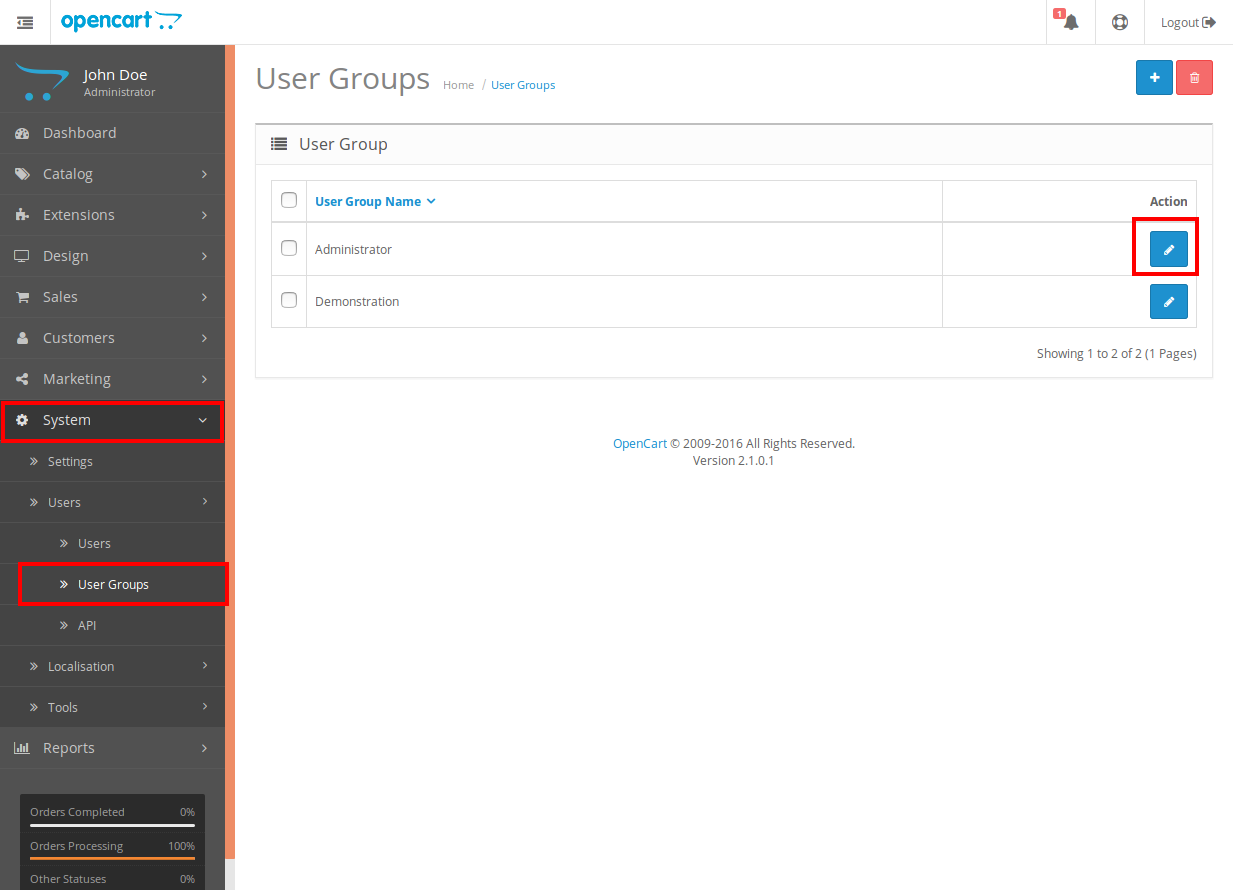 opencart
1
Logout
John Doe
Administrator
Dashboard
Catalog
Extensions
Design
Sales
Customers
Marketing
System
Settings
Users
Users
User Groups
API
Localisation
Tools
Reports
Orders Completed 0%
Orders Processing 100%
Other Statuses 0%
User Groups Home / User Groups
User Group
User Group Name Action
Administrator
Demonstration
Showing 1 to 2 of 2 (1 Pages)
OpenCart © 2009-2016 All Rights Reserved.
Version 2.1.0.1